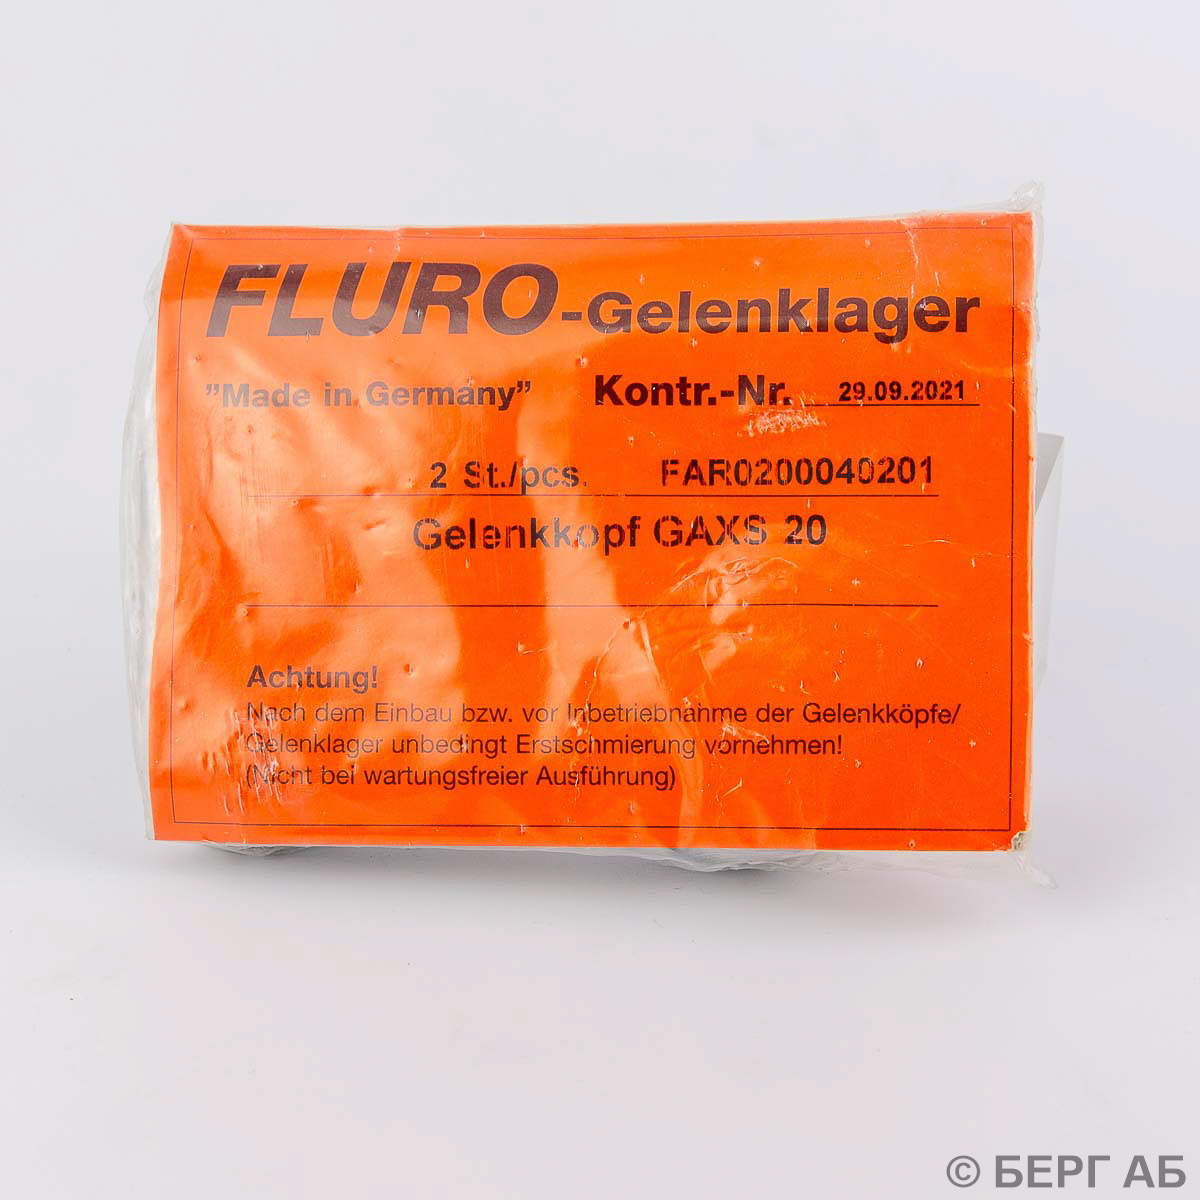 FLURO-Gelenklager
"Made in Germany" Kontr.-Nr. 29.09.2021
2 St./pcs. FAR0200040201
Gelenkkopf GAXS 20
Achtung!
Nach dem Einbau bzw. vor Inbetriebnahme der Gelenkköpfe/
Gelenklager unbedingt Erstschmierung vornehmen!
(Nicht bei wartungsfreier Ausführung)
© БЕРГ АБ